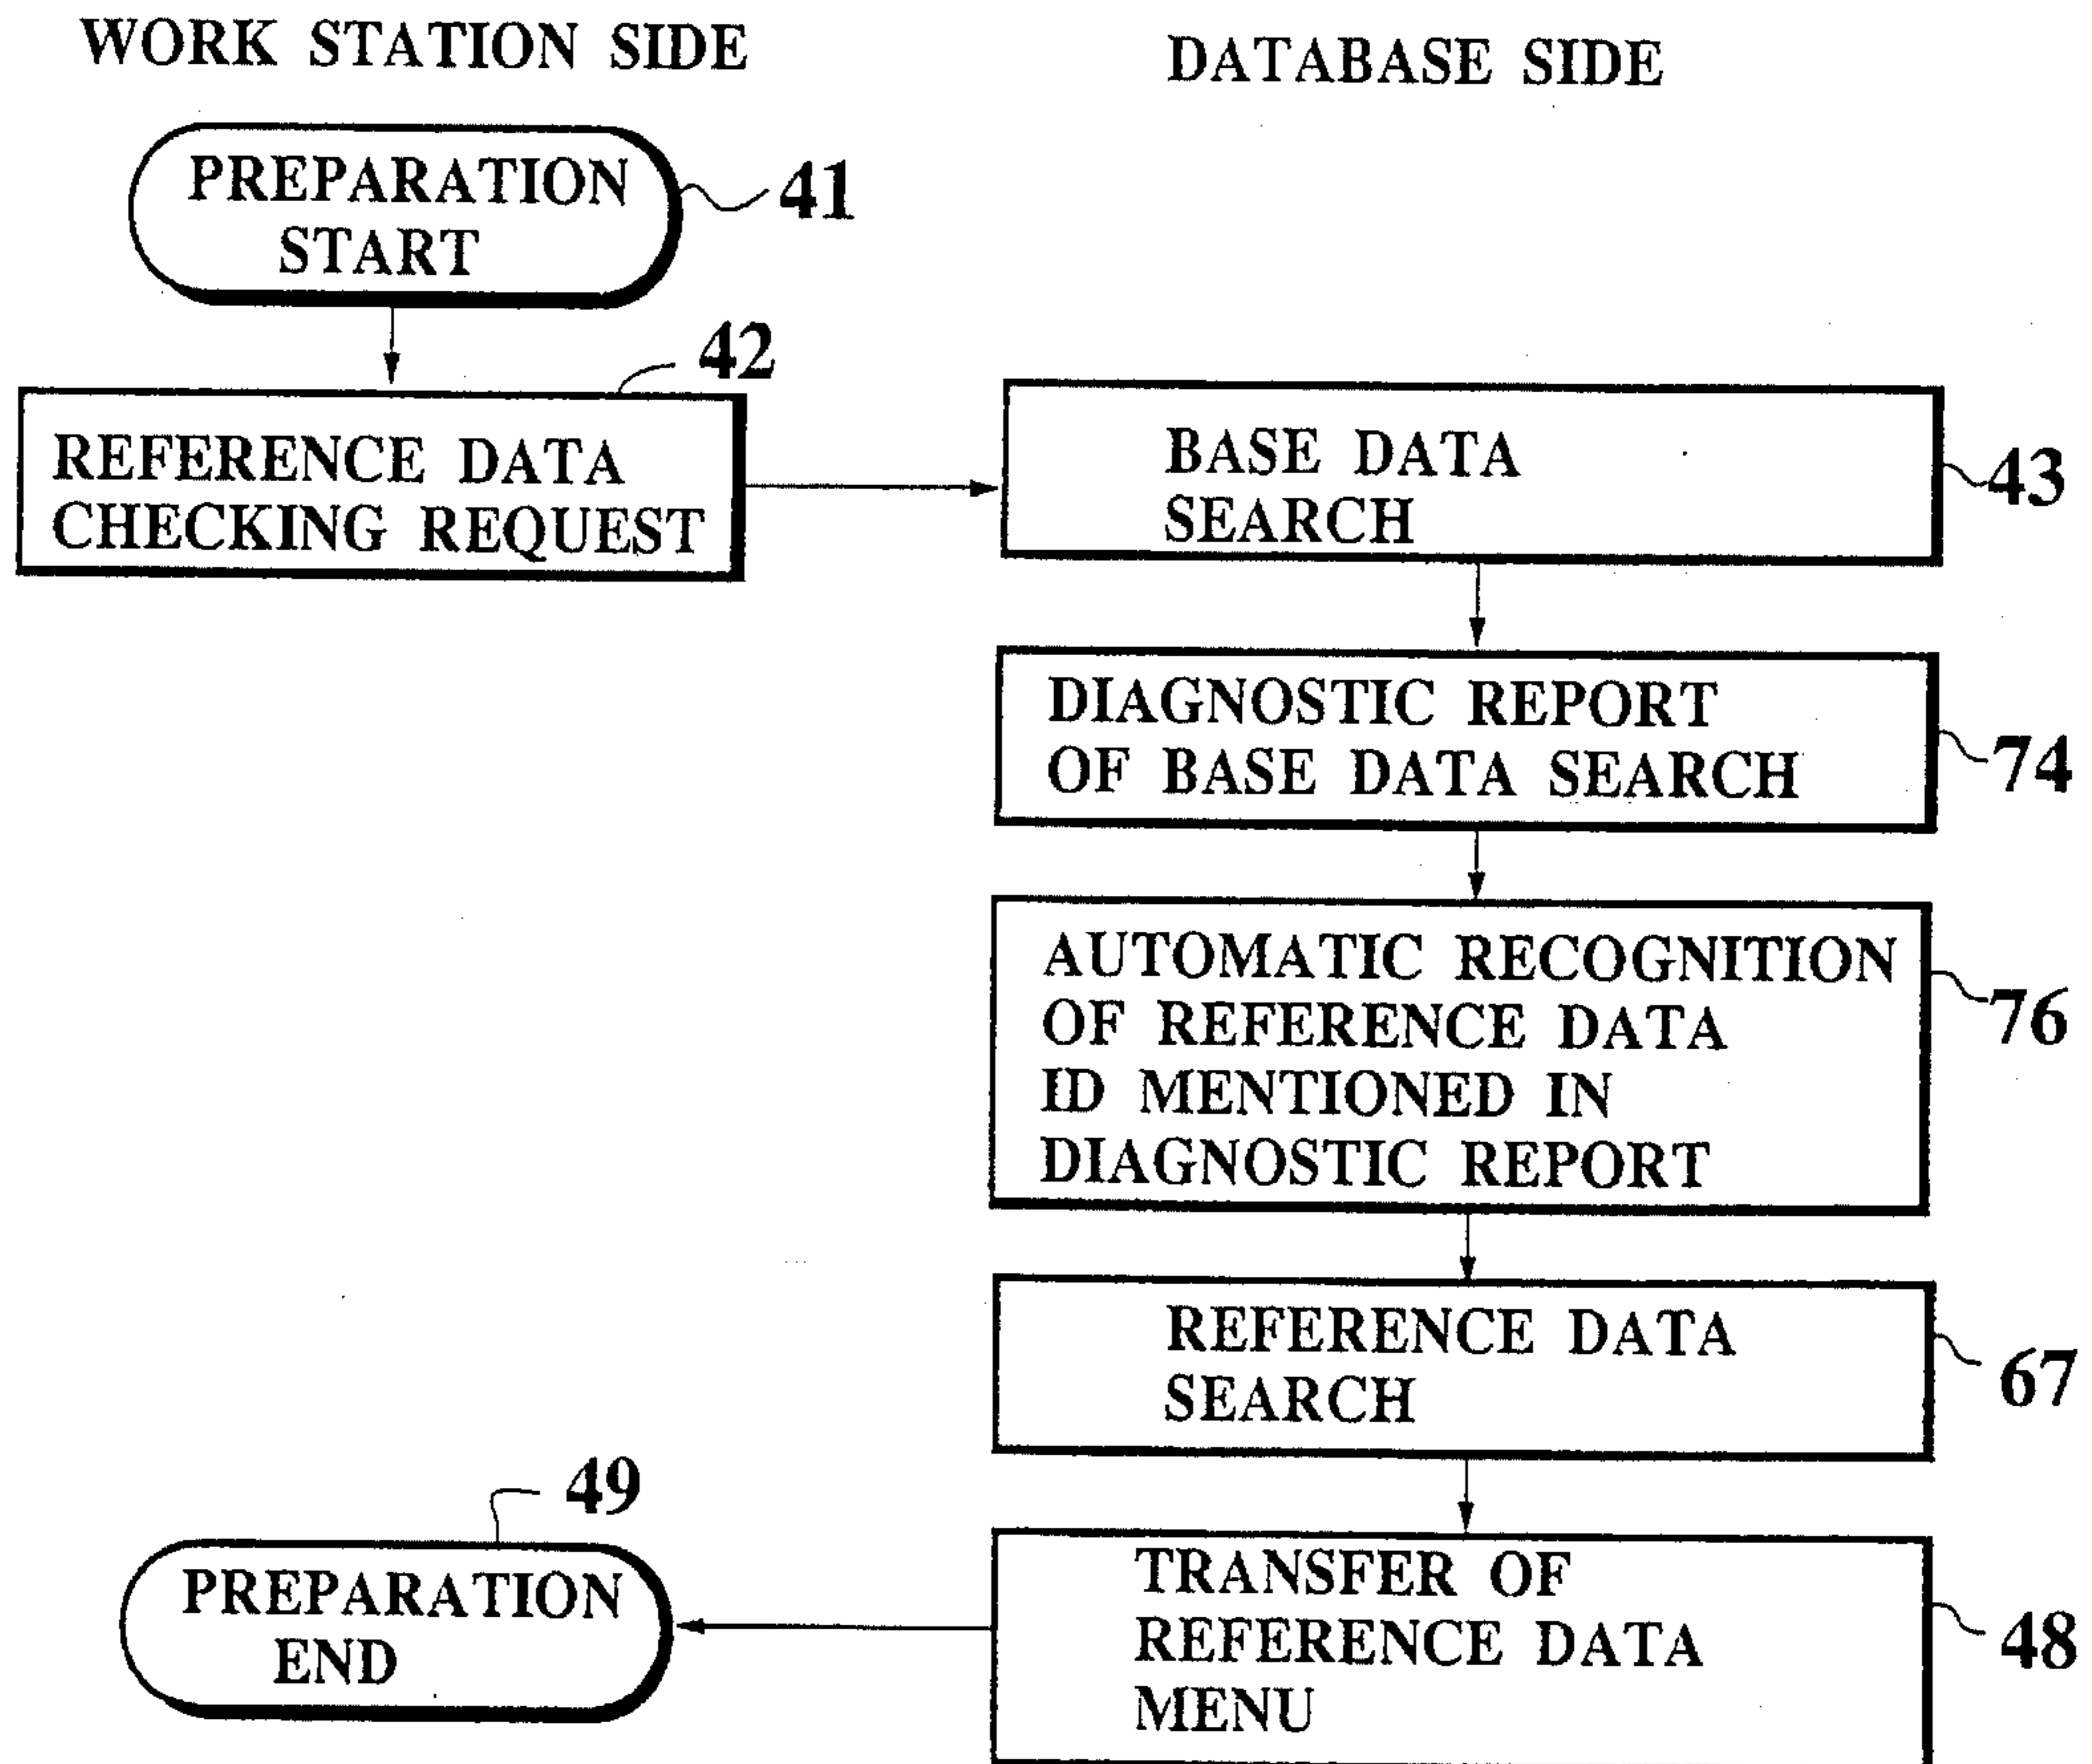 WORK STATION SIDE
DATABASE SIDE
PREPARATION
START
41
42
REFERENCE DATA
CHECKING REQUEST
BASE DATA
SEARCH
43
DIAGNOSTIC REPORT
OF BASE DATA SEARCH
74
AUTOMATIC RECOGNITION
OF REFERENCE DATA
ID MENTIONED IN
DIAGNOSTIC REPORT
76
REFERENCE DATA
SEARCH
67
49
PREPARATION
END
TRANSFER OF
REFERENCE DATA
MENU
48